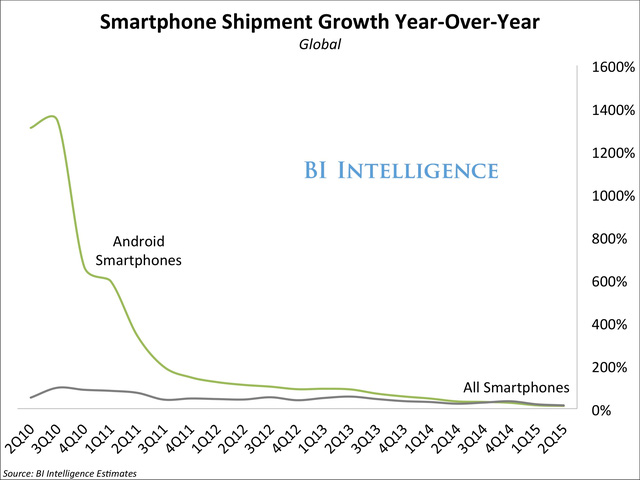 Smartphone Shipment Growth Year-Over-Year
Global
1600%
1400%
1200%
1000%
800%
600%
400%
200%
0%
BI INTELLIGENCE
Android
Smartphones
All Smartphones
2Q10
3Q10
4Q10
1Q11
2Q11
3Q11
4Q11
1Q12
2Q12
3Q12
4Q12
1Q13
2Q13
3Q13
4Q13
1Q14
2Q14
3Q14
4Q14
1Q15
2Q15
Source: BI Intelligence Estimates